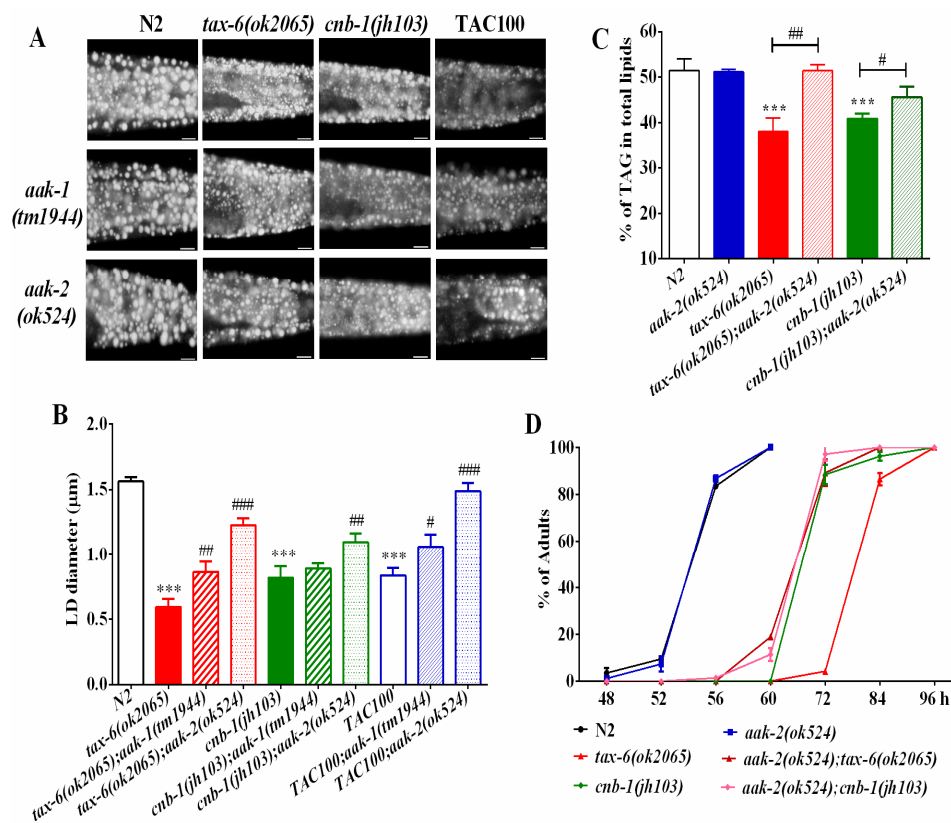 A
N2
tax-6(ok2065)
cnb-1(jh103)
TAC100
aak-1
(tm1944)
aak-2
(ok524)
B
LD diameter (μm)
2.0
1.5
1.0
0.5
0.0
***
##
###
***
##
***
#
###
N2
tax-6(ok2065)
tax-6(ok2065);aak-1(tm1944)
tax-6(ok2065);aak-2(ok524)
cnb-1(jh103)
cnb-1(jh103);aak-1(tm1944)
cnb-1(jh103);aak-2(ok524)
TAC100
TAC100;aak-1(tm1944)
TAC100;aak-2(ok524)
C
% of TAG in total lipids
60
50
40
30
20
10
***
##
***
#
N2
aak-2(ok524)
tax-6(ok2065)
tax-6(ok2065);aak-2(ok524)
cnb-1(jh103)
cnb-1(jh103);aak-2(ok524)
D
% of Adults
100
80
60
40
20
0
48 52 56 60 72 84 96 h
N2
tax-6(ok2065)
cnb-1(jh103)
aak-2(ok524)
aak-2(ok524);tax-6(ok2065)
aak-2(ok524);cnb-1(jh103)